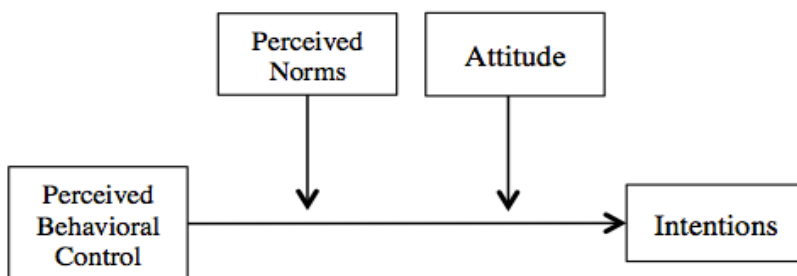 Perceived
Norms
Attitude
Perceived
Behavioral
Control
Intentions